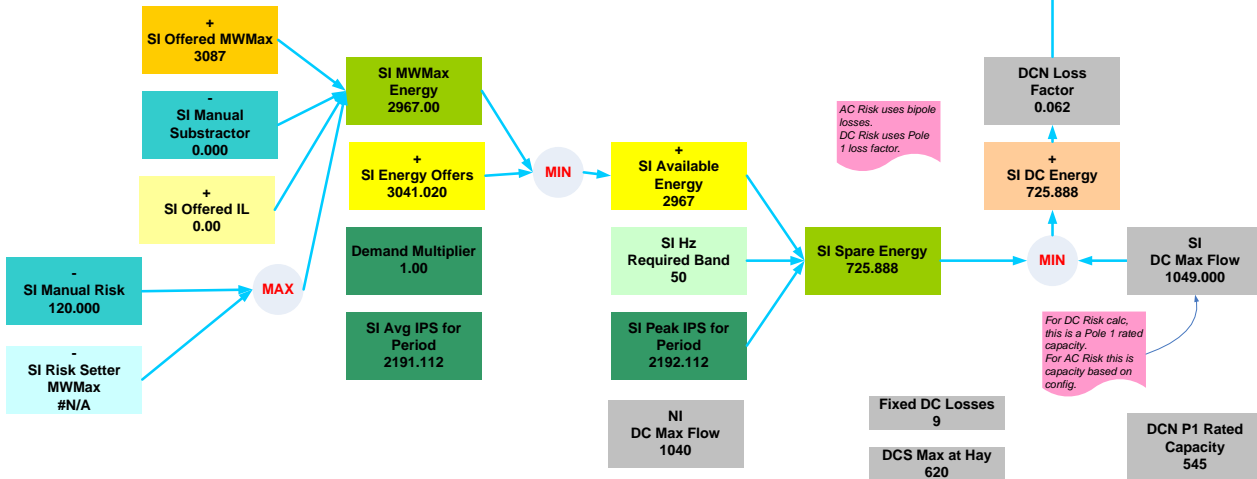 +
SI Offered MWMax
3087
-
SI Manual
Substractor
0.000
+
SI Offered IL
0.00
-
SI Manual Risk
120.000
-
SI Risk Setter
MWMax
#N/A
MAX
SI MWMax
Energy
2967.00
+
SI Energy Offers
3041.020
Demand Multiplier
1.00
SI Avg IPS for
Period
2191.112
MIN
+
SI Available
Energy
2967
SI Hz
Required Band
50
SI Peak IPS for
Period
2192.112
NI
DC Max Flow
1040
SI Spare Energy
725.888
AC Risk uses bipole
losses.
DC Risk uses Pole
1 loss factor.
DCN Loss
Factor
0.062
+
SI DC Energy
725.888
MIN
SI
DC Max Flow
1049.000
For DC Risk calc,
this is a Pole 1 rated
capacity.
For AC Risk this is
capacity based on
config.
Fixed DC Losses
9
DCS Max at Hay
620
DCN P1 Rated
Capacity
545